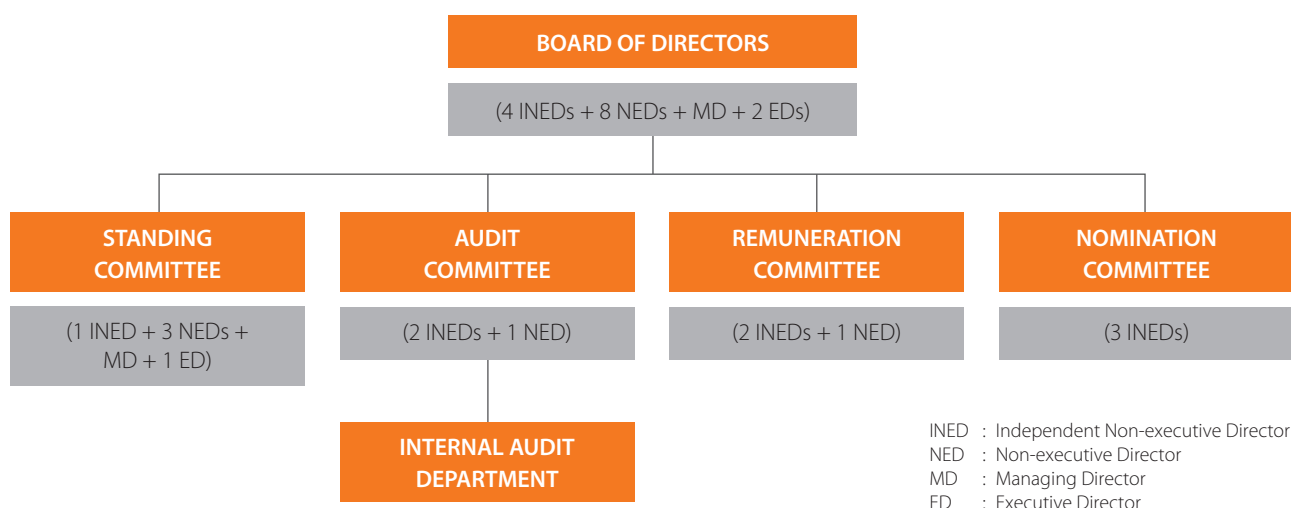 BOARD OF DIRECTORS
(4 INEDs + 8 NEDs + MD + 2 EDs)
STANDING
COMMITTEE
(1 INED + 3 NEDs +
MD + 1 ED)
AUDIT
COMMITTEE
(2 INEDs + 1 NED)
REMUNERATION
COMMITTEE
(2 INEDs + 1 NED)
NOMINATION
COMMITTEE
(3 INEDs)
INTERNAL AUDIT
DEPARTMENT
INED : Independent Non-executive Director
NED : Non-executive Director
MD : Managing Director
ED : Executive Director